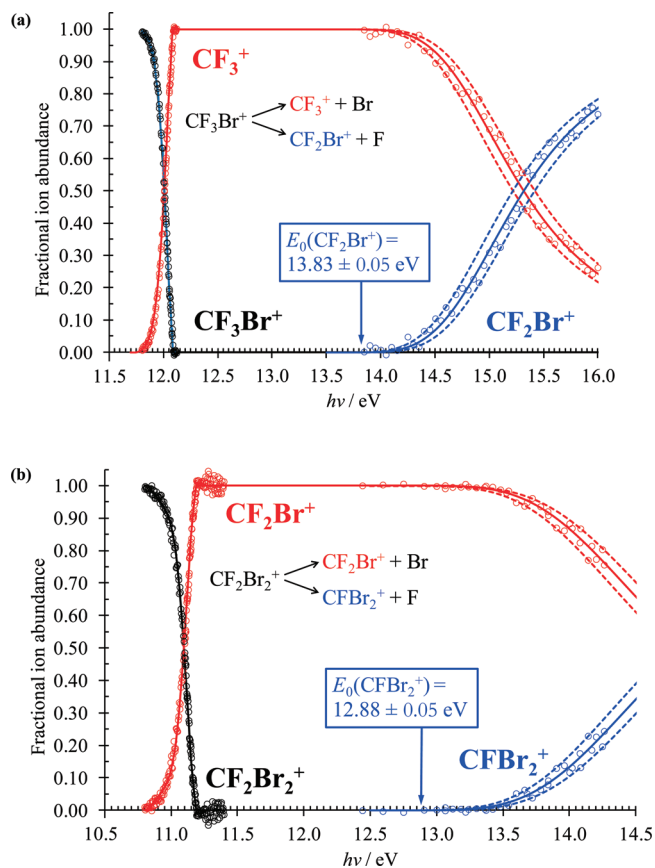 (a)
Fractional ion abundance
1.00
0.90
0.80
0.70
0.60
0.50
0.40
0.30
0.20
0.10
0.00
CF₃⁺
CF₃Br⁺
CF₃⁺ + Br
CF₂Br⁺ + F
E₀(CF₂Br⁺) =
13.83 ± 0.05 eV
CF₃Br⁺
CF₂Br⁺
11.5 12.0 12.5 13.0 13.5 14.0 14.5 15.0 15.5 16.0
hν / eV
(b)
Fractional ion abundance
1.00
0.90
0.80
0.70
0.60
0.50
0.40
0.30
0.20
0.10
0.00
CF₂Br⁺
CF₂Br₂⁺
CF₂Br⁺ + Br
CFBr₂⁺ + F
E₀(CFBr₂⁺) =
12.88 ± 0.05 eV
CF₂Br₂⁺
CFBr₂⁺
10.5 11.0 11.5 12.0 12.5 13.0 13.5 14.0 14.5
hν / eV